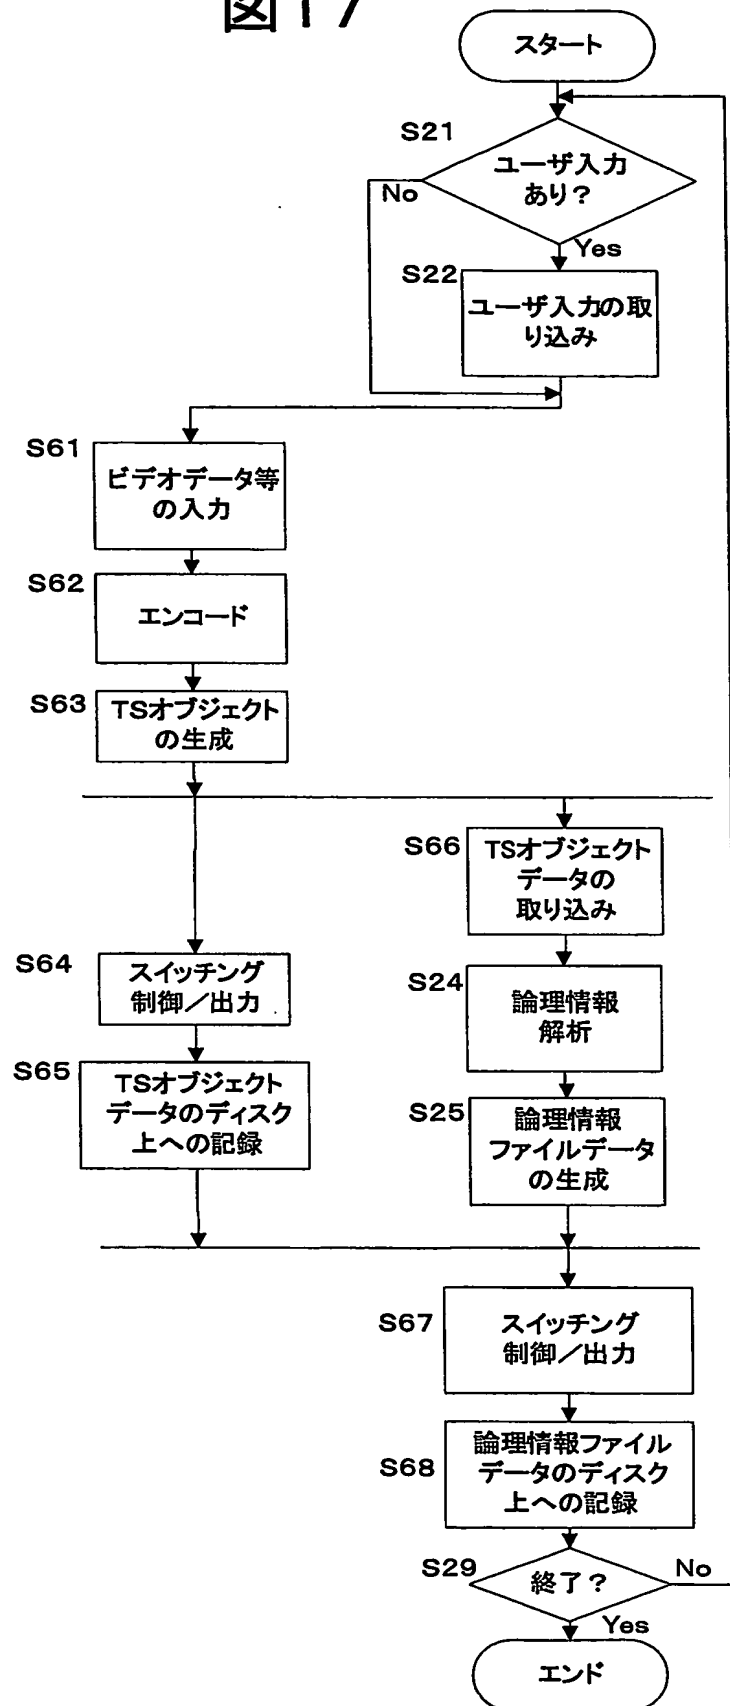 図17
スタート
S21
ユーザ入力
あり?
No
Yes
S22
ユーザ入力の取
り込み
S61
ビデオデータ等
の入力
S62
エンコード
S63
TSオブジェクト
の生成
S66
TSオブジェクト
データの
取り込み
S64
スイッチング
制御/出力
S24
論理情報
解析
S65
TSオブジェクト
データのディスク
上への記録
S25
論理情報
ファイルデータ
の生成
S67
スイッチング
制御/出力
S68
論理情報ファイル
データのディスク
上への記録
S29
終了?
No
Yes
エンド